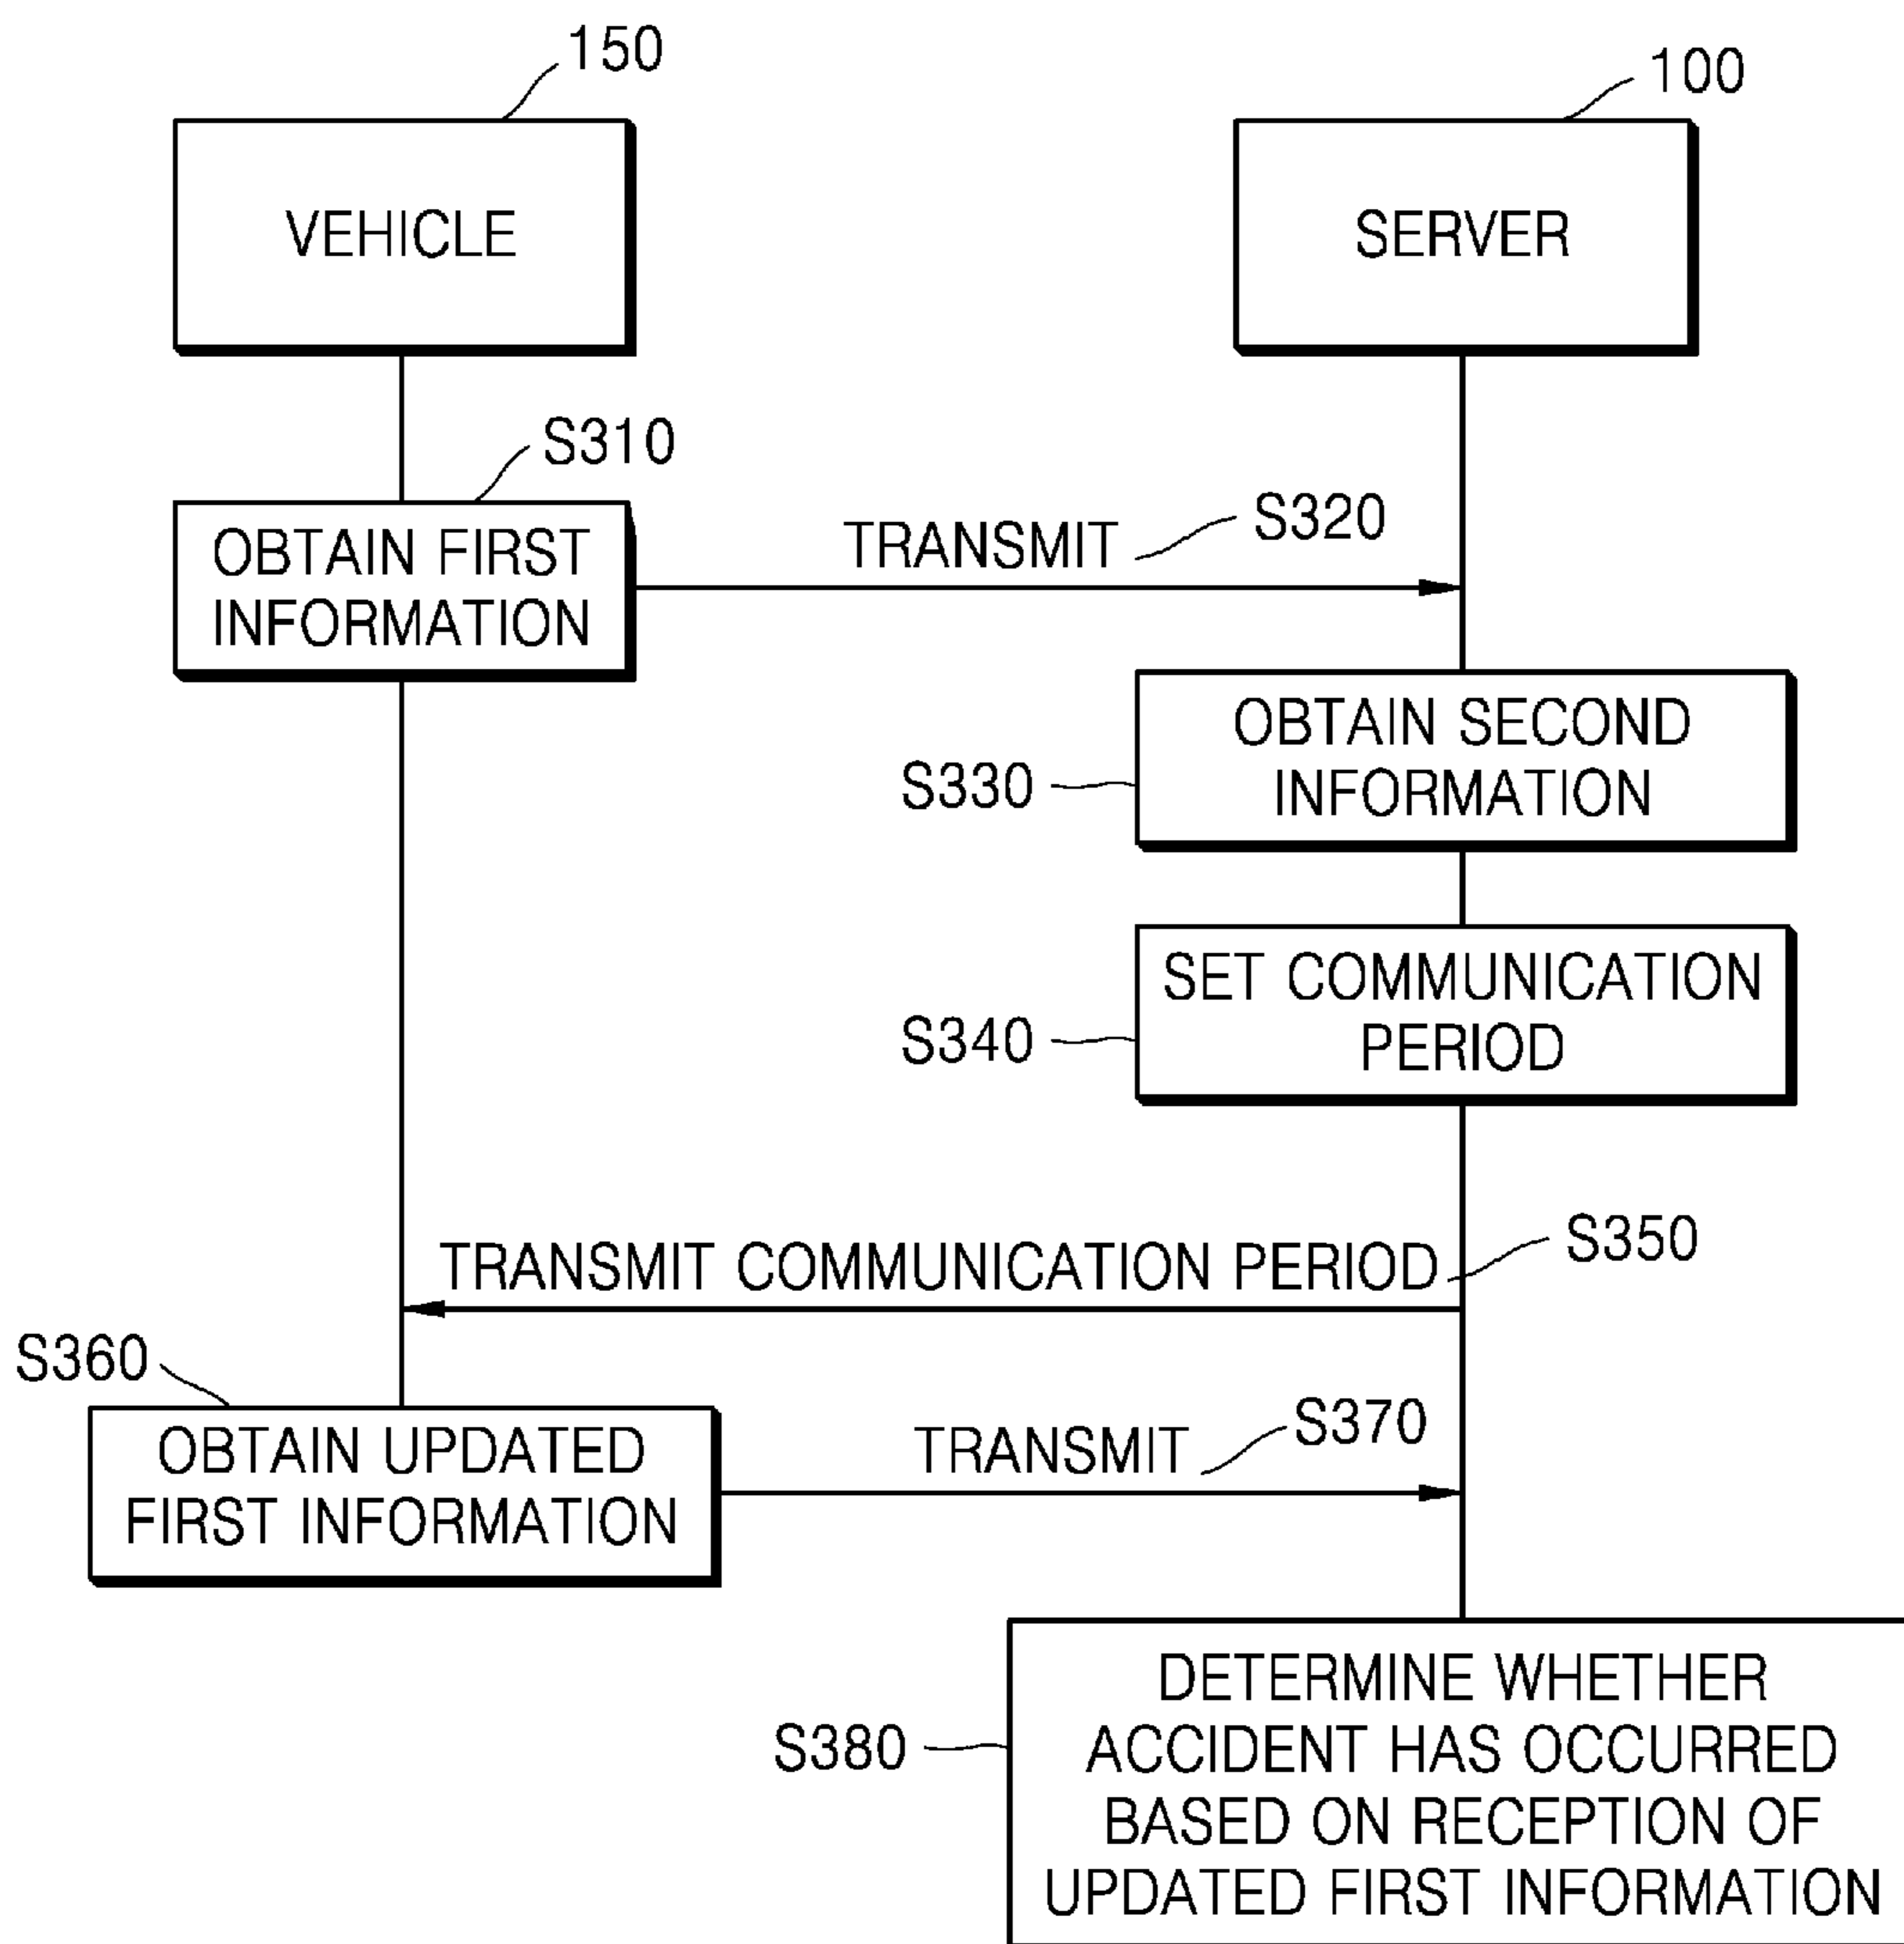 150
100
VEHICLE
SERVER
S310
OBTAIN FIRST
INFORMATION
TRANSMIT
S320
OBTAIN SECOND
INFORMATION
S330
SET COMMUNICATION
PERIOD
S340
TRANSMIT COMMUNICATION PERIOD
S350
S360
OBTAIN UPDATED
FIRST INFORMATION
TRANSMIT
S370
DETERMINE WHETHER
ACCIDENT HAS OCCURRED
BASED ON RECEPTION OF
UPDATED FIRST INFORMATION
S380